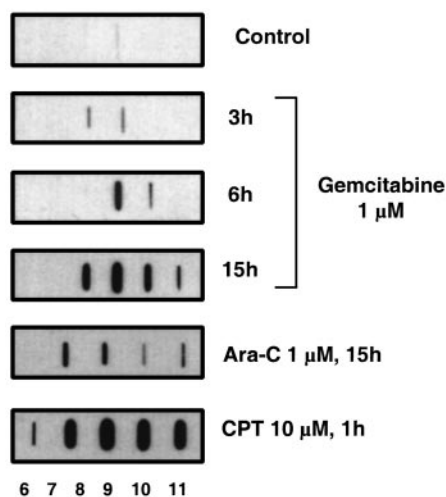 Control
3h
6h
Gemcitabine
1 μM
15h
Ara-C 1 μM, 15h
CPT 10 μM, 1h
6 7 8 9 10 11